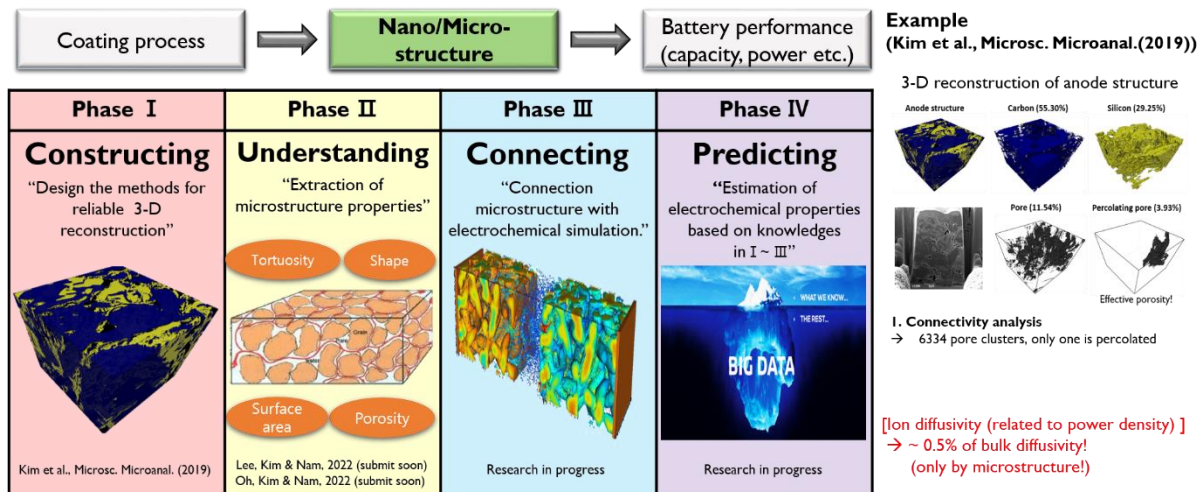 Coating process
Nano/Micro-
structure
Battery performance
(capacity, power etc.)
Phase Ⅰ
Constructing
“Design the methods for
reliable 3-D
reconstruction”
Kim et al., Microsc. Microanal. (2019)
Phase Ⅱ
Understanding
“Extraction of
microstructure properties”
Tortuosity
Shape
Grain
Surface
area
Porosity
Lee, Kim & Nam, 2022 (submit soon)
Oh, Kim & Nam, 2022 (submit soon)
Phase Ⅲ
Connecting
“Connection
microstructure with
electrochemical simulation.”
Research in progress
Phase Ⅳ
Predicting
“Estimation of
electrochemical properties
based on knowledges
in Ⅰ ~ Ⅲ”
WHAT WE KNOW...
THE REST...
BIG DATA
Research in progress
Example
(Kim et al., Microsc. Microanal.(2019))
3-D reconstruction of anode structure
Anode structure
Carbon (55.30%)
Silicon (29.25%)
Pore (11.54%)
Percolating pore (3.93%)
Effective porosity!
1. Connectivity analysis
→ 6334 pore clusters, only one is percolated
[Ion diffusivity (related to power density) ]
→ ~ 0.5% of bulk diffusivity!
(only by microstructure!)